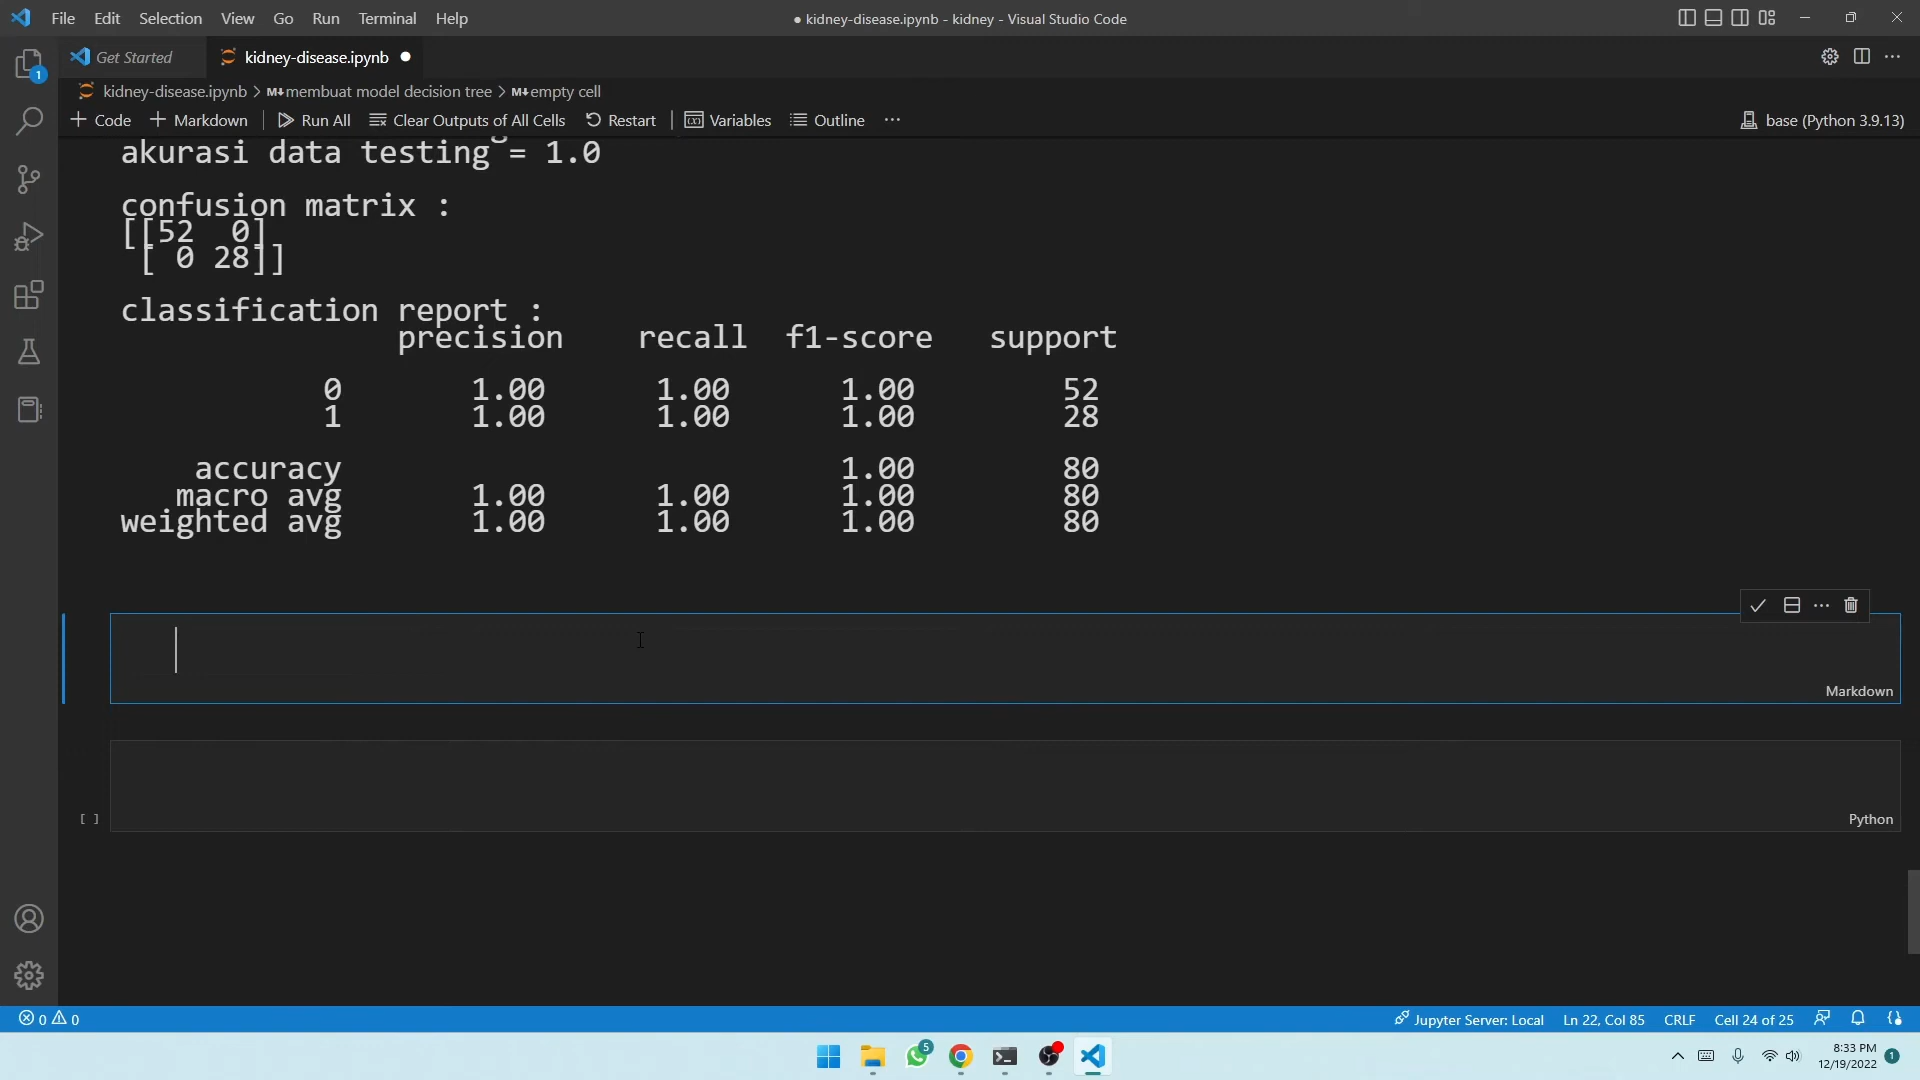 File Edit Selection View Go Run Terminal Help
● kidney-disease.ipynb - kidney - Visual Studio Code
Get Started
kidney-disease.ipynb ●
kidney-disease.ipynb > M↓membuat model decision tree > M↓empty cell
+ Code + Markdown Run All Clear Outputs of All Cells Restart Variables Outline ...
base (Python 3.9.13)
akurasi data testing = 1.0
confusion matrix :
[[52 0]
[ 0 28]]
classification report :
precision recall f1-score support
0 1.00 1.00 1.00 52
1 1.00 1.00 1.00 28
accuracy 1.00 80
macro avg 1.00 1.00 1.00 80
weighted avg 1.00 1.00 1.00 80
Markdown
[ ]
Python
0 0
Jupyter Server: Local Ln 22, Col 85 CRLF Cell 24 of 25
1
5
8:33 PM
12/19/2022
1